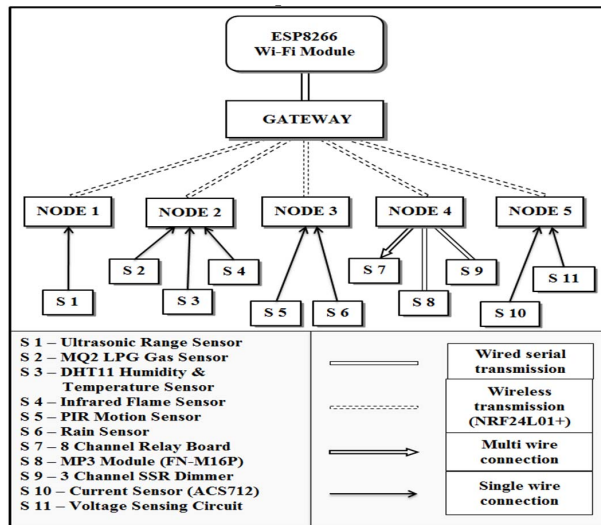 ESP8266
Wi-Fi Module
GATEWAY
NODE 1
NODE 2
NODE 3
NODE 4
NODE 5
S 1
S 2
S 3
S 4
S 5
S 6
S 7
S 8
S 9
S 10
S 11
S 1 – Ultrasonic Range Sensor
S 2 – MQ2 LPG Gas Sensor
S 3 – DHT11 Humidity &
Temperature Sensor
S 4 – Infrared Flame Sensor
S 5 – PIR Motion Sensor
S 6 – Rain Sensor
S 7 – 8 Channel Relay Board
S 8 – MP3 Module (FN-M16P)
S 9 – 3 Channel SSR Dimmer
S 10 – Current Sensor (ACS712)
S 11 – Voltage Sensing Circuit
Wired serial
transmission
Wireless
transmission
(NRF24L01+)
Multi wire
connection
Single wire
connection